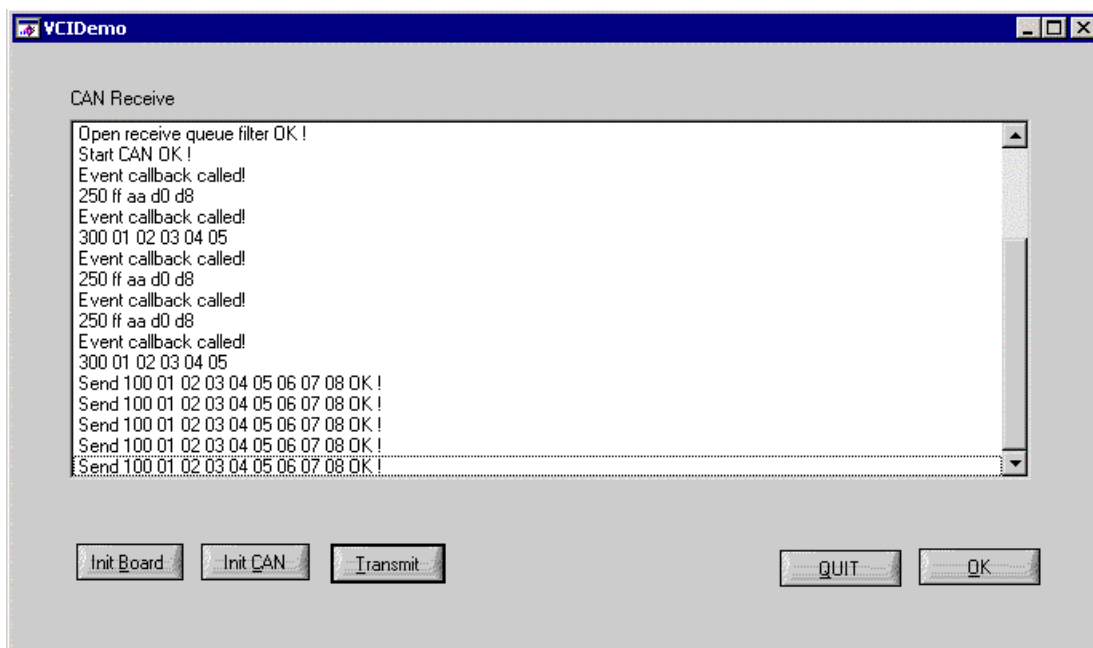 VCIDemo
CAN Receive
Open receive queue filter OK !
Start CAN OK !
Event callback called!
250 ff aa d0 d8
Event callback called!
300 01 02 03 04 05
Event callback called!
250 ff aa d0 d8
Event callback called!
250 ff aa d0 d8
Event callback called!
300 01 02 03 04 05
Send 100 01 02 03 04 05 06 07 08 OK !
Send 100 01 02 03 04 05 06 07 08 OK !
Send 100 01 02 03 04 05 06 07 08 OK !
Send 100 01 02 03 04 05 06 07 08 OK !
Send 100 01 02 03 04 05 06 07 08 OK !
Init Board Init CAN Transmit QUIT OK